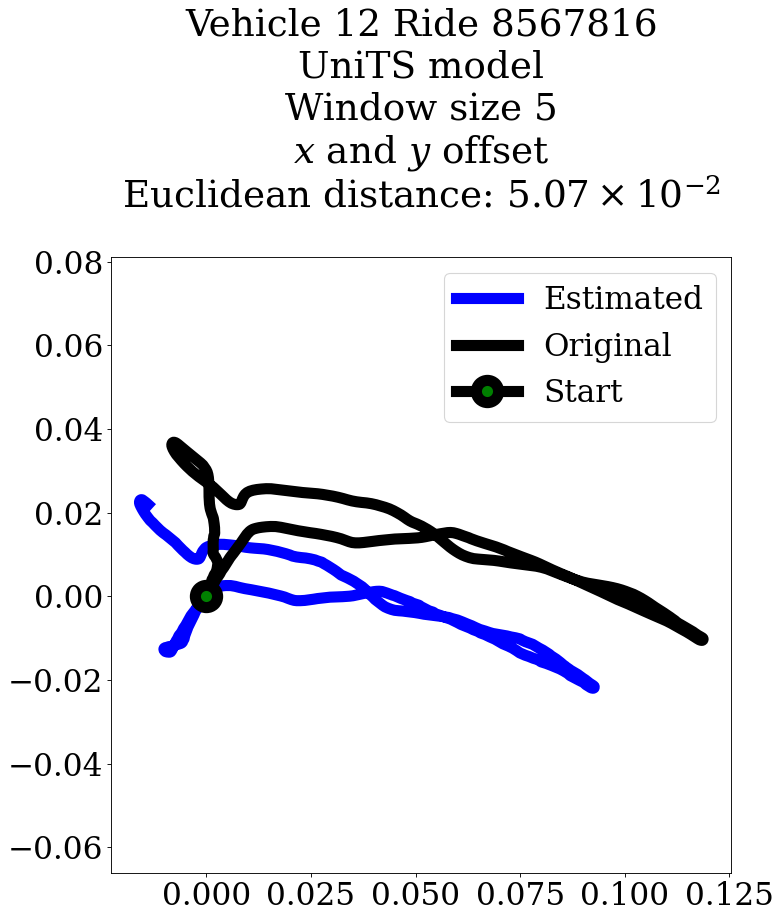 Vehicle 12 Ride 8567816
UniTS model
Window size 5
x and y offset
Euclidean distance: 5.07 × 10⁻²
0.08
0.06
0.04
0.02
0.00
−0.02
−0.04
−0.06
Estimated
Original
Start
0.000 0.025 0.050 0.075 0.100 0.125